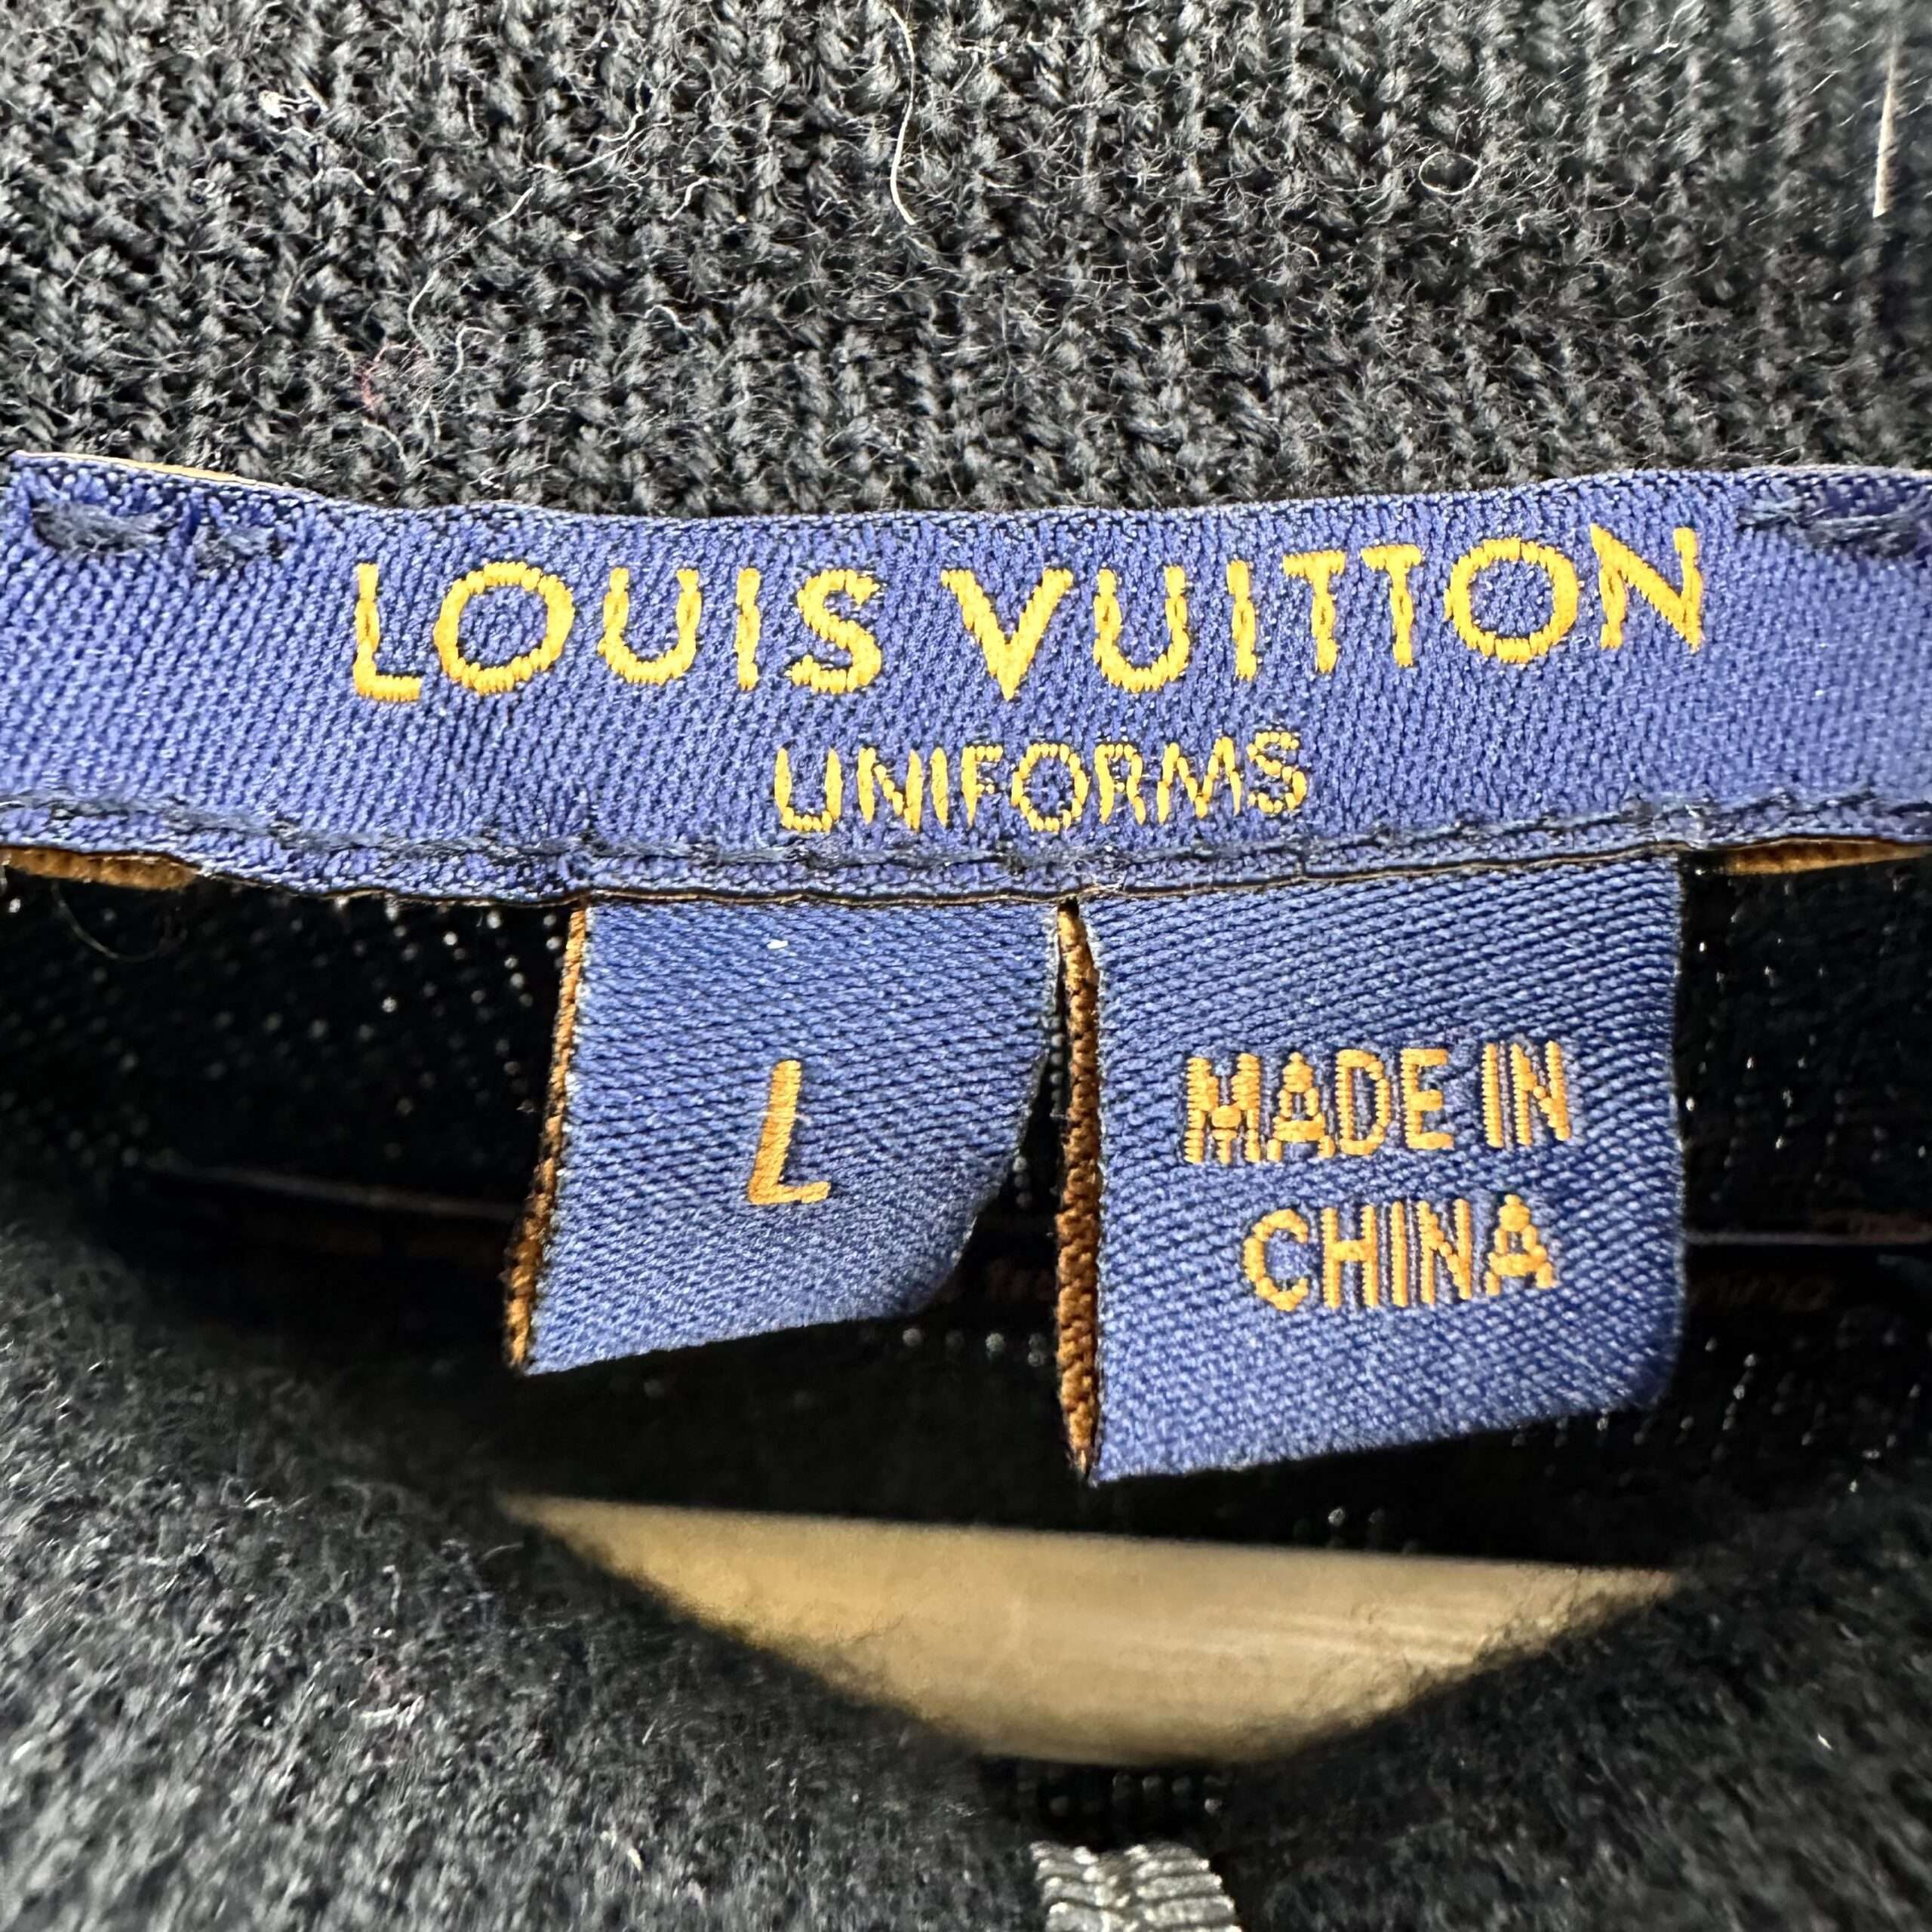 LOUIS VUITTON
UNIFORMS
L
MADE IN
CHINA